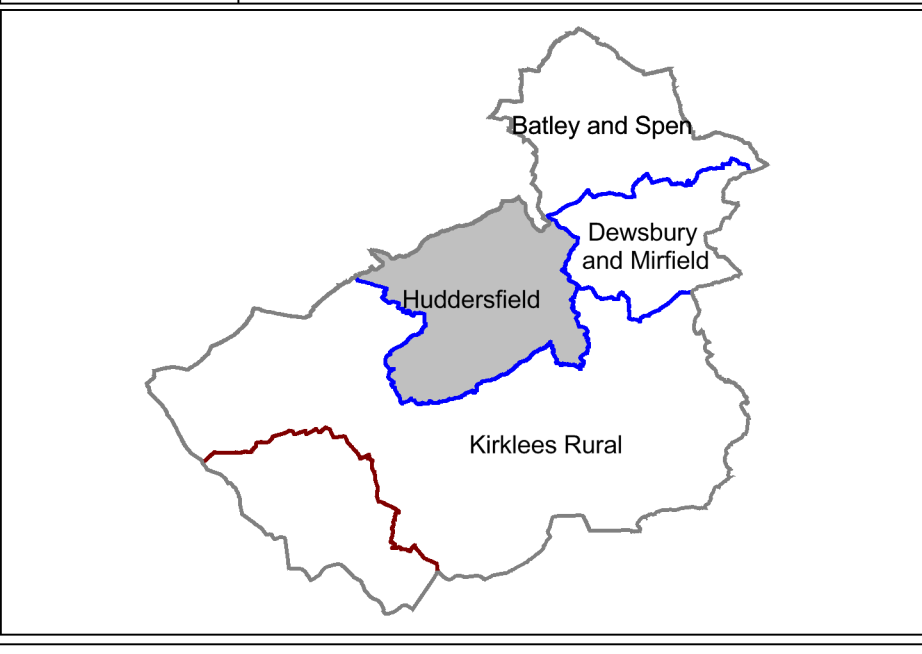 Batley and Spen
Dewsbury
and Mirfield
Huddersfield
Kirklees Rural